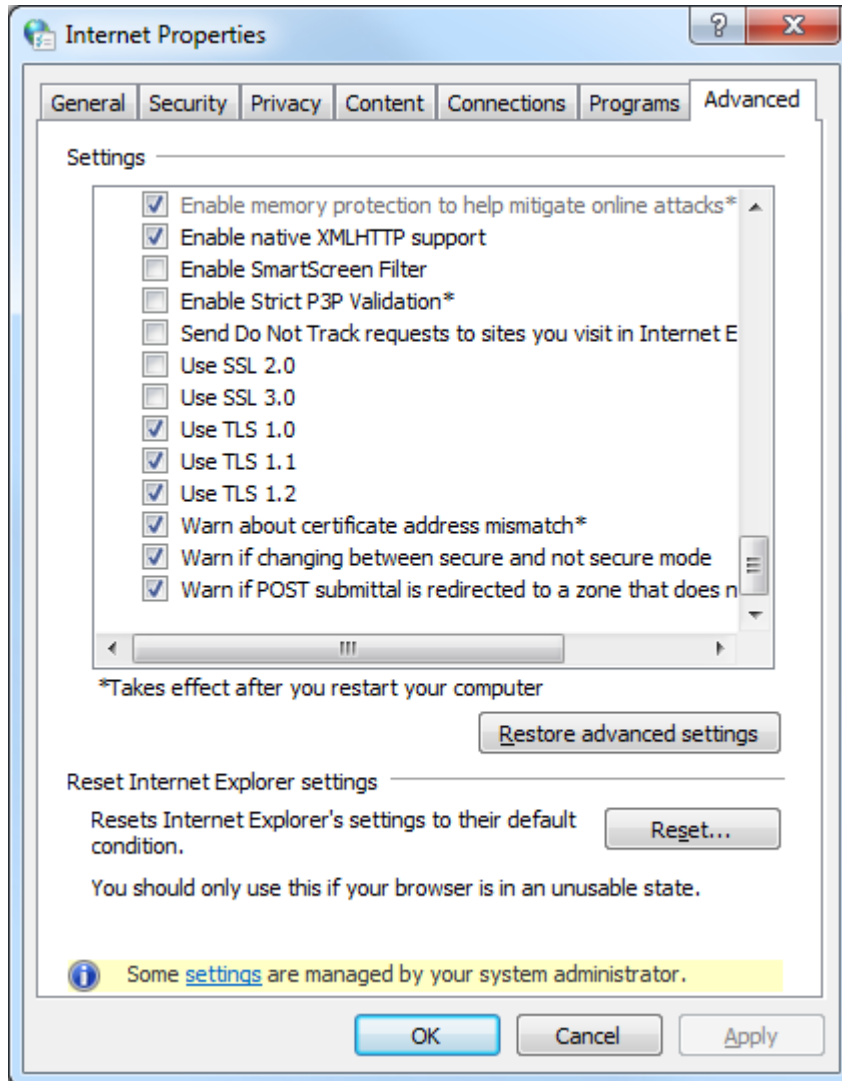 Internet Properties
General Security Privacy Content Connections Programs Advanced
Settings
Enable memory protection to help mitigate online attacks*
Enable native XMLHTTP support
Enable SmartScreen Filter
Enable Strict P3P Validation*
Send Do Not Track requests to sites you visit in Internet E
Use SSL 2.0
Use SSL 3.0
Use TLS 1.0
Use TLS 1.1
Use TLS 1.2
Warn about certificate address mismatch*
Warn if changing between secure and not secure mode
Warn if POST submittal is redirected to a zone that does n
*Takes effect after you restart your computer
Restore advanced settings
Reset Internet Explorer settings
Resets Internet Explorer's settings to their default
condition.
Reset...
You should only use this if your browser is in an unusable state.
Some settings are managed by your system administrator.
OK Cancel Apply